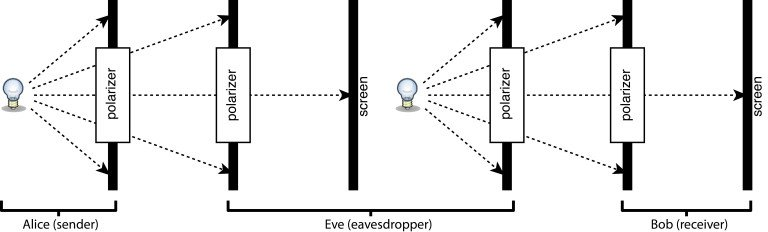 polarizer
polarizer
screen
polarizer
polarizer
screen
Alice (sender)
Eve (eavesdropper)
Bob (receiver)